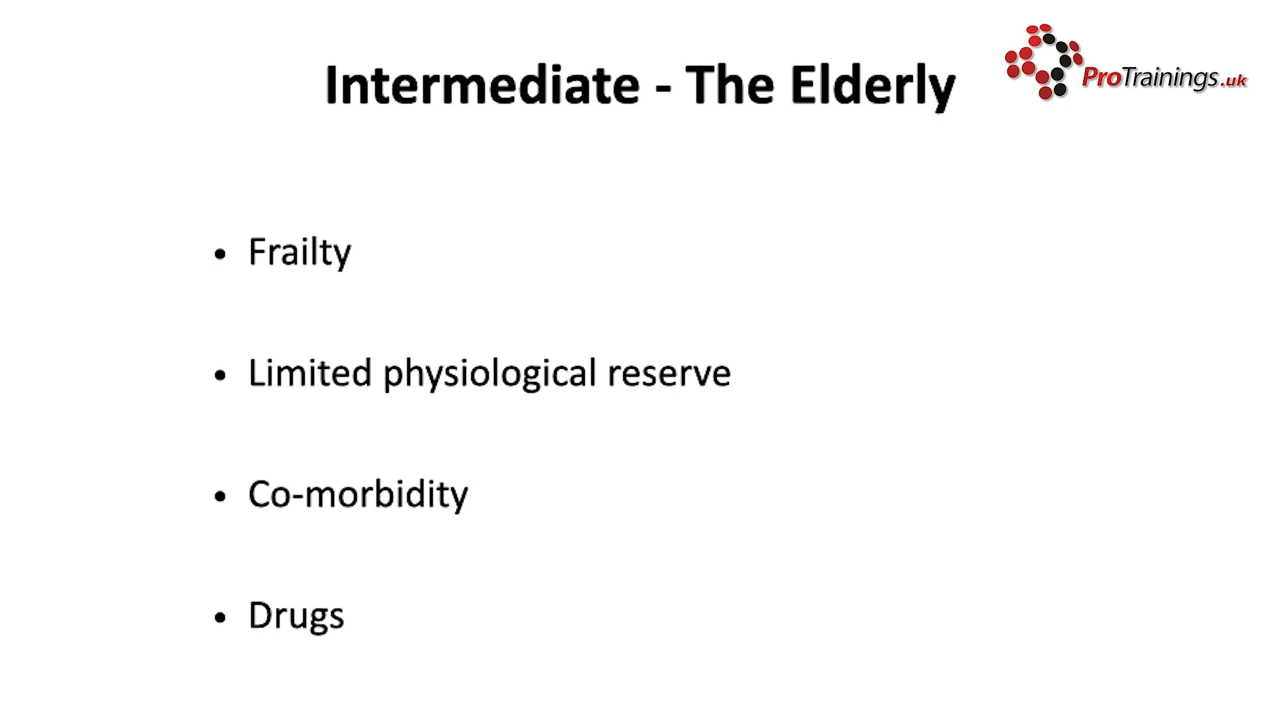 Intermediate - The Elderly
ProTrainings.uk
• Frailty
• Limited physiological reserve
• Co-morbidity
• Drugs